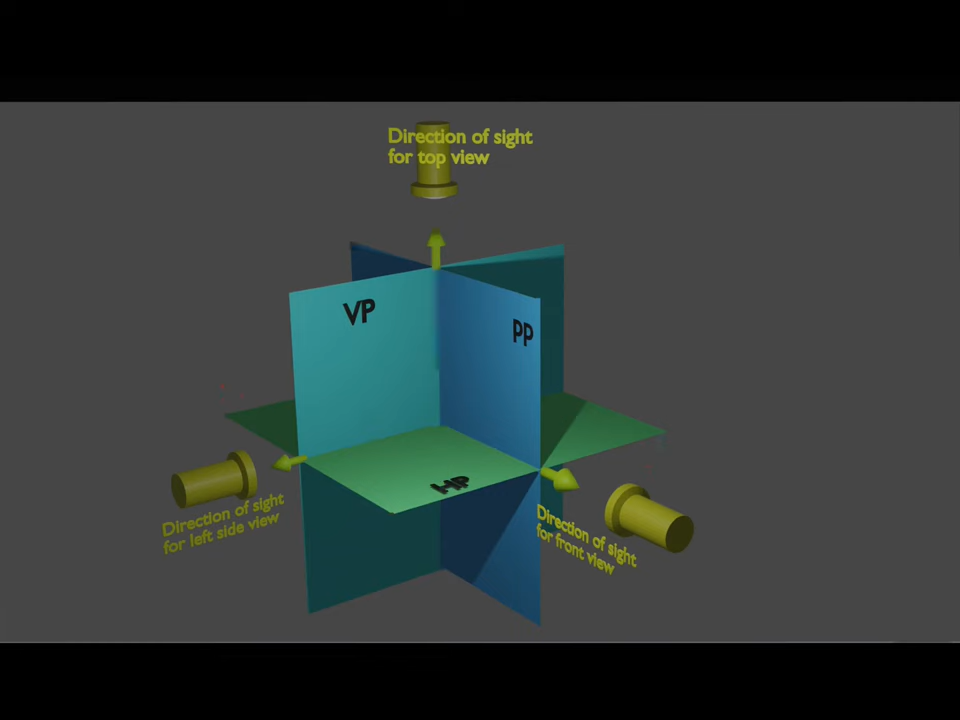 Direction of sight
for top view
VP
PP
HP
Direction of sight
for left side view
Direction of sight
for front view